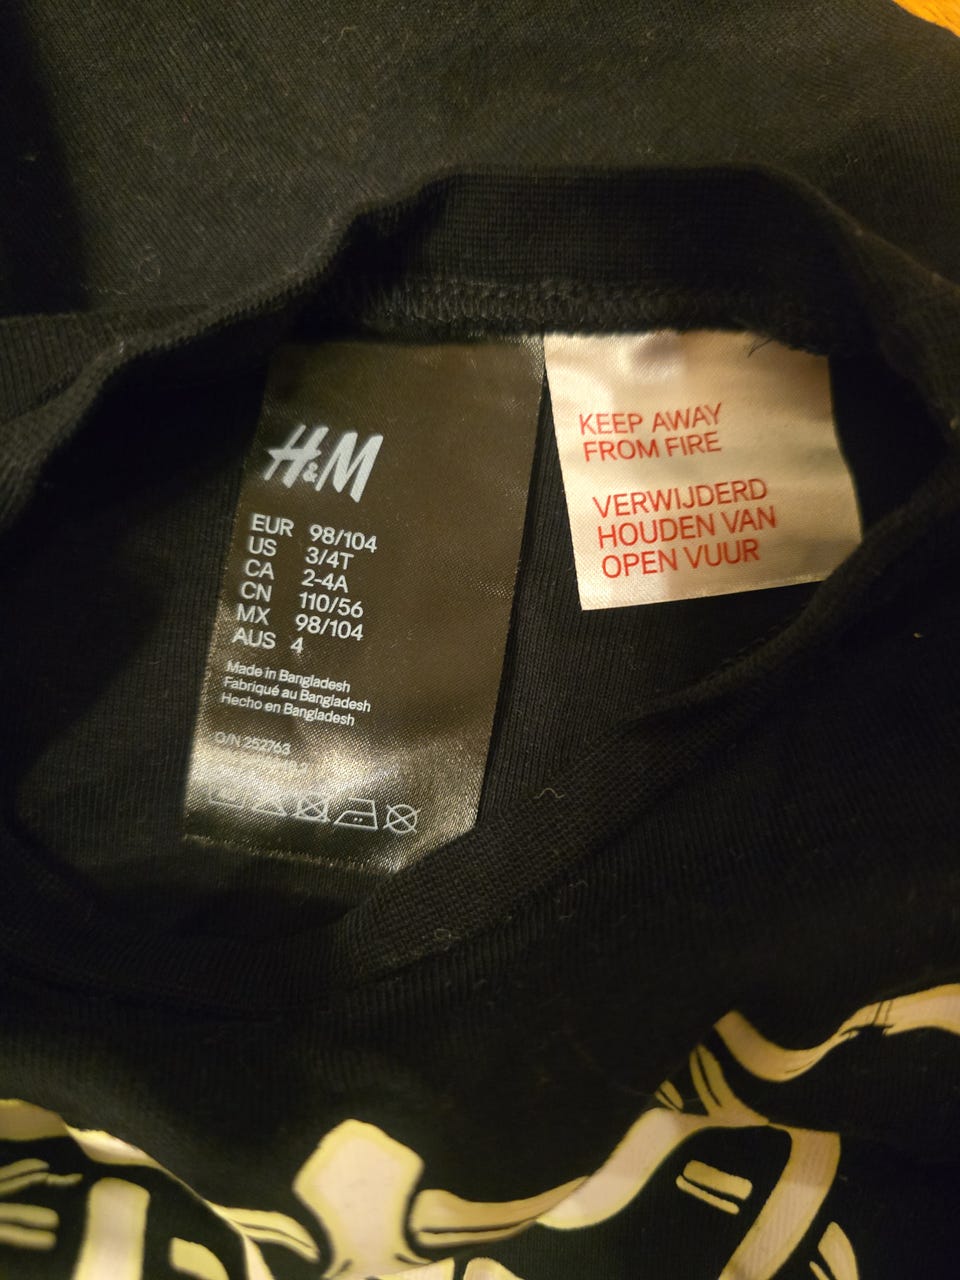 H&M
EUR 98/104
US 3/4T
CA 2-4A
CN 110/56
MX 98/104
AUS 4
Made in Bangladesh
Fabriqué au Bangladesh
Hecho en Bangladesh
O/N 252763
KEEP AWAY
FROM FIRE
VERWIJDERD
HOUDEN VAN
OPEN VUUR